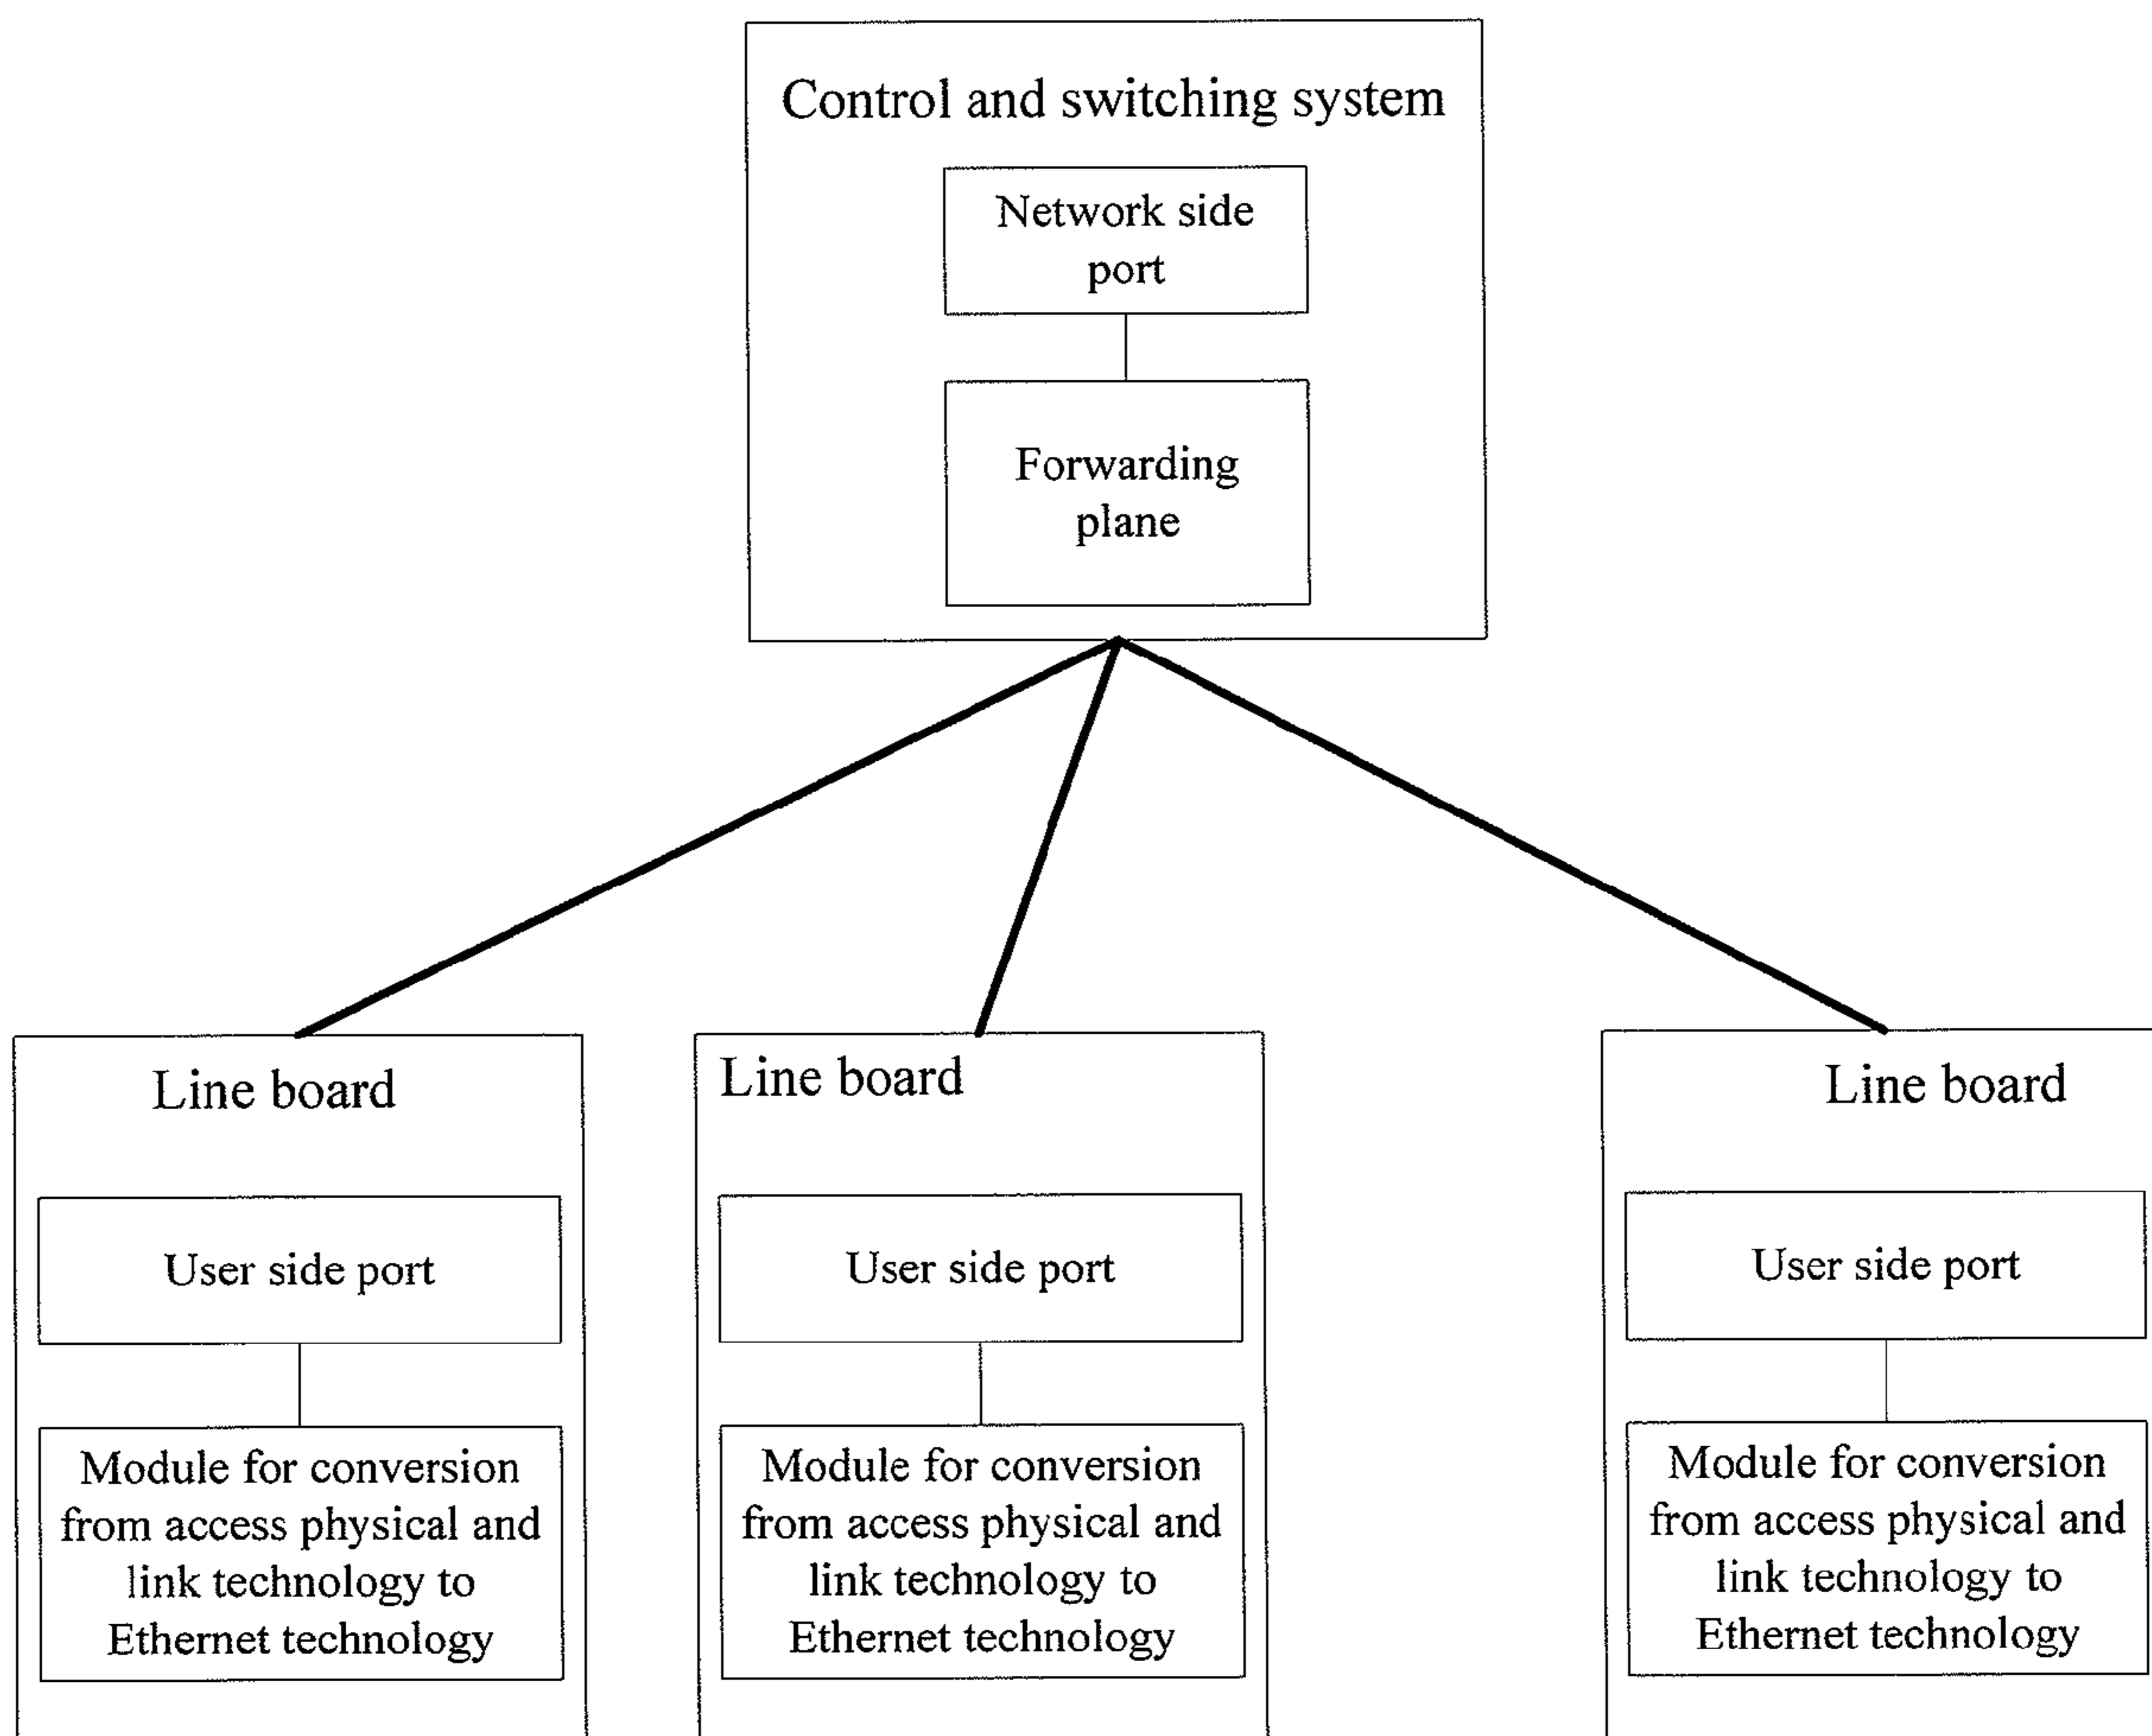 Control and switching system
Network side
port
Forwarding
plane
Line board
User side port
Module for conversion
from access physical and
link technology to
Ethernet technology
Line board
User side port
Module for conversion
from access physical and
link technology to
Ethernet technology
Line board
User side port
Module for conversion
from access physical and
link technology to
Ethernet technology